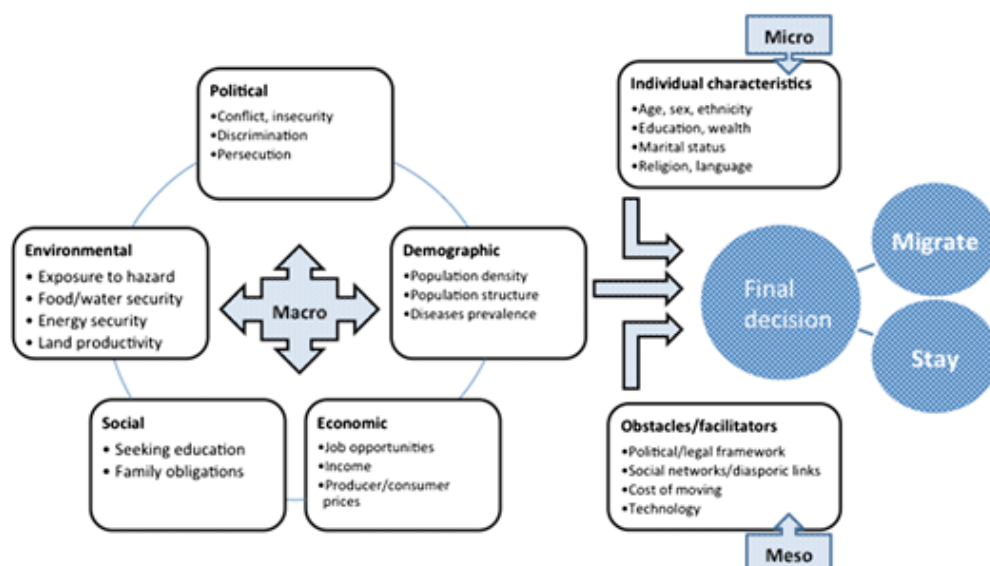 Political
•Conflict, insecurity
•Discrimination
•Persecution
Environmental
• Exposure to hazard
• Food/water security
• Energy security
• Land productivity
Macro
Demographic
•Population density
•Population structure
•Diseases prevalence
Social
• Seeking education
• Family obligations
Economic
•Job opportunities
•Income
•Producer/consumer
prices
Micro
Individual characteristics
•Age, sex, ethnicity
•Education, wealth
•Marital status
•Religion, language
Final
decision
Migrate
Stay
Obstacles/facilitators
•Political/legal framework
•Social networks/diasporic links
•Cost of moving
•Technology
Meso